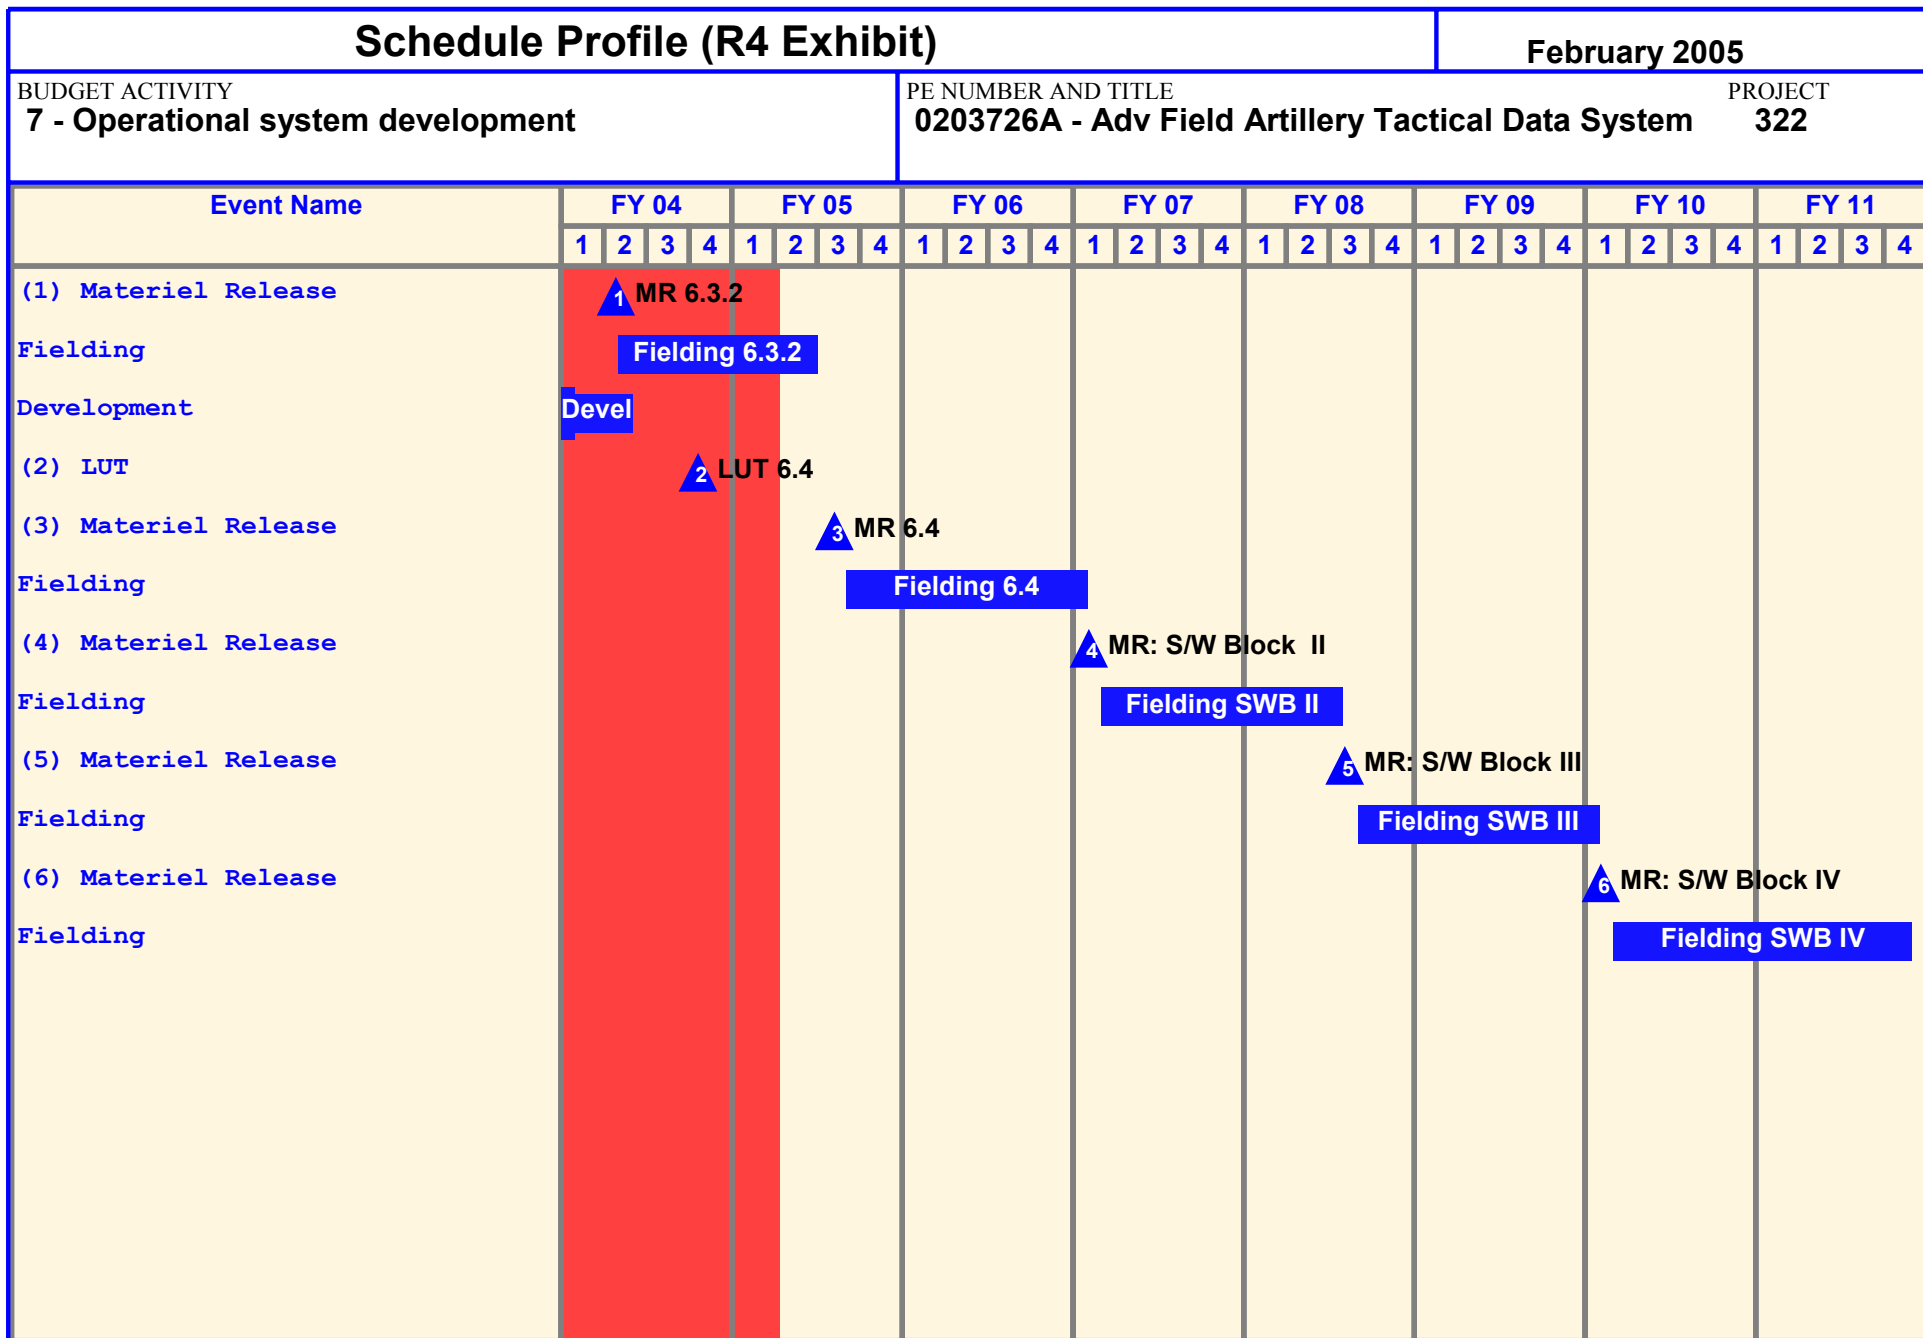 Schedule Profile (R4 Exhibit)
February 2005
BUDGET ACTIVITY
7 - Operational system development
PE NUMBER AND TITLE
PROJECT
0203726A - Adv Field Artillery Tactical Data System
322
Event Name FY 04 FY 05 FY 06 FY 07 FY 08 FY 09 FY 10 FY 11
1 2 3 4 1 2 3 4 1 2 3 4 1 2 3 4 1 2 3 4 1 2 3 4 1 2 3 4 1 2 3 4
(1) Materiel Release 1 MR 6.3.2
Fielding Fielding 6.3.2
Development Devel
(2) LUT 2 LUT 6.4
(3) Materiel Release 3 MR 6.4
Fielding Fielding 6.4
(4) Materiel Release 4 MR: S/W Block II
Fielding Fielding SWB II
(5) Materiel Release 5 MR: S/W Block III
Fielding Fielding SWB III
(6) Materiel Release 6 MR: S/W Block IV
Fielding Fielding SWB IV